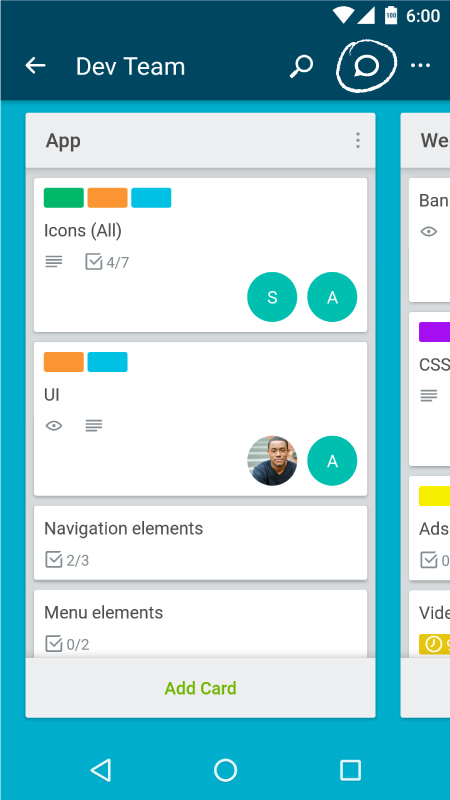 6:00
100
Dev Team
App
Icons (All)
4/7
S
A
UI
A
Navigation elements
2/3
Menu elements
0/2
Add Card
We
Ban
CSS
Ads
0
Vide